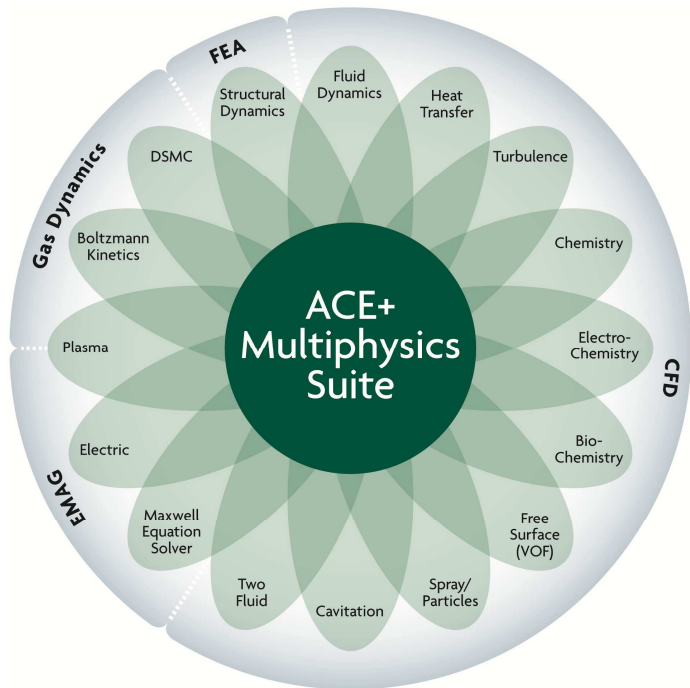 FEA
Gas Dynamics
EMAG
CFD
Fluid
Dynamics
Heat
Transfer
Turbulence
Chemistry
Electro-
Chemistry
Bio-
Chemistry
Free
Surface
(VOF)
Spray/
Particles
Cavitation
Two
Fluid
Maxwell
Equation
Solver
Electric
Plasma
Boltzmann
Kinetics
DSMC
Structural
Dynamics
ACE+
Multiphysics
Suite